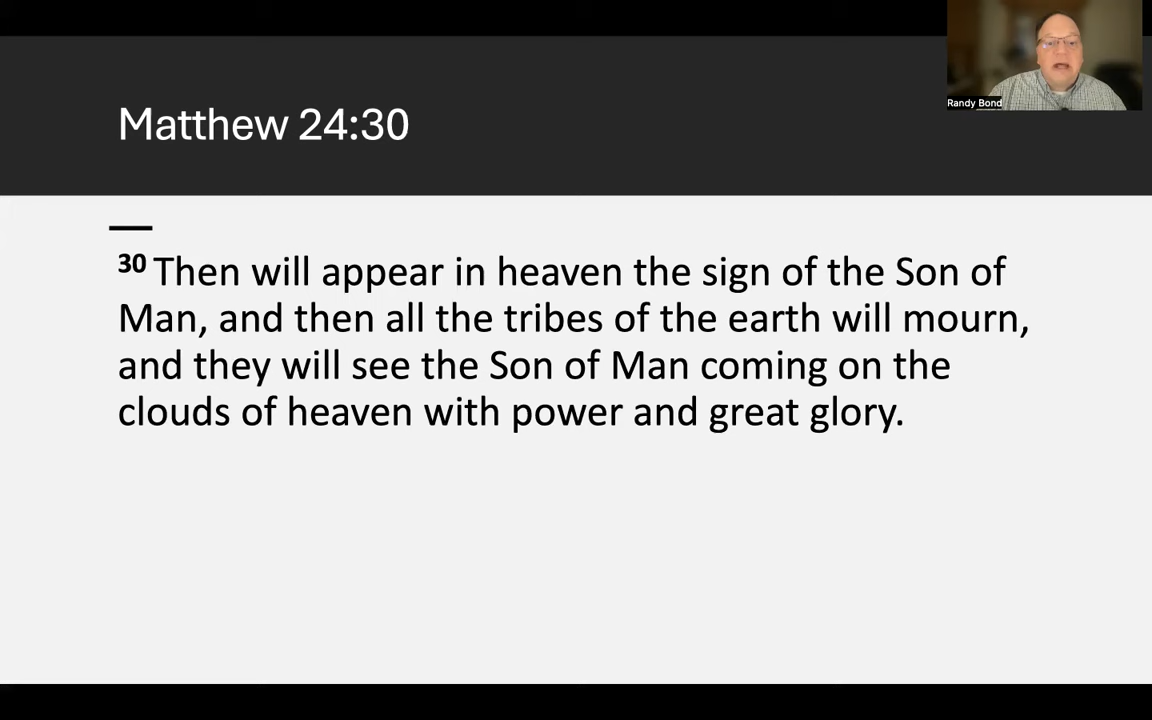 Randy Bond
Matthew 24:30
30 Then will appear in heaven the sign of the Son of
Man, and then all the tribes of the earth will mourn,
and they will see the Son of Man coming on the
clouds of heaven with power and great glory.